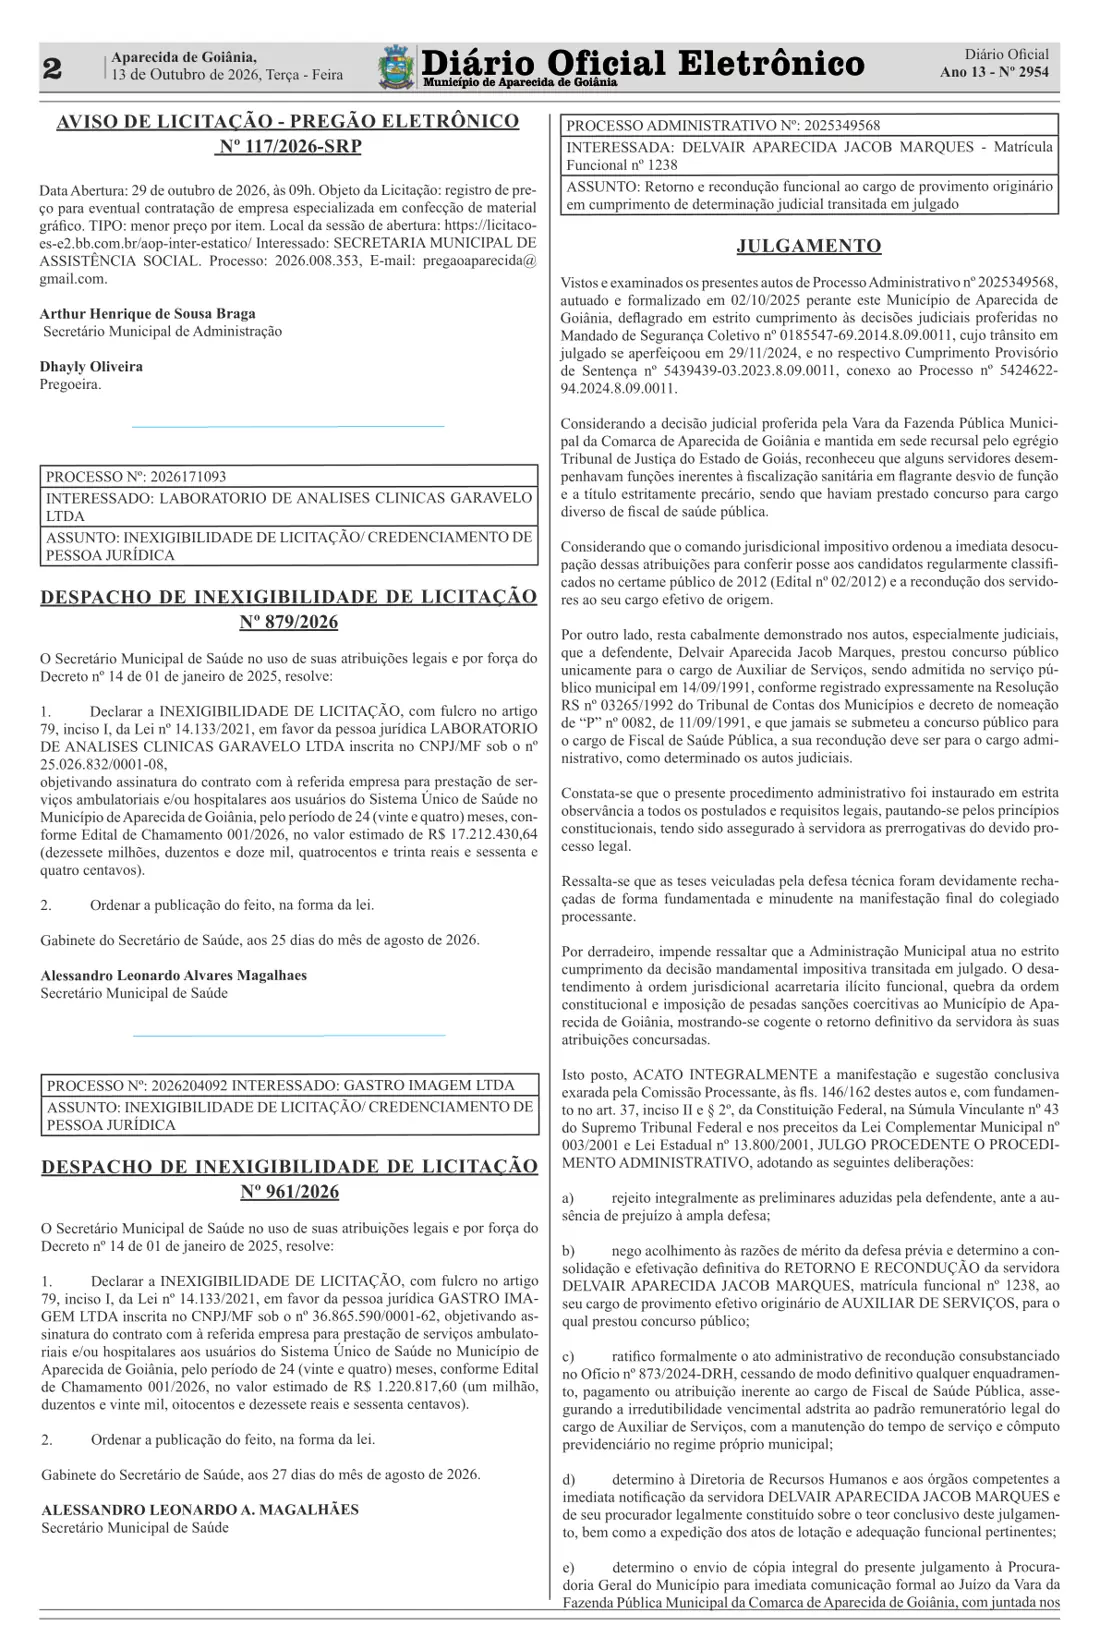 2
Aparecida de Goiânia,
13 de Outubro de 2026, Terça - Feira
Diário Oficial Eletrônico
Município de Aparecida de Goiânia
Diário Oficial
Ano 13 - Nº 2954
AVISO DE LICITAÇÃO - PREGÃO ELETRÔNICO
Nº 117/2026-SRP
Data Abertura: 29 de outubro de 2026, às 09h. Objeto da Licitação: registro de pre-
ço para eventual contratação de empresa especializada em confecção de material
gráfico. TIPO: menor preço por item. Local da sessão de abertura: https://licitaco-
es-e2.bb.com.br/aop-inter-estatico/ Interessado: SECRETARIA MUNICIPAL DE
ASSISTÊNCIA SOCIAL. Processo: 2026.008.353, E-mail: pregaoaparecida@
gmail.com.
Arthur Henrique de Sousa Braga
Secretário Municipal de Administração
Dhayly Oliveira
Pregoeira.
PROCESSO Nº: 2026171093
INTERESSADO: LABORATORIO DE ANALISES CLINICAS GARAVELO
LTDA
ASSUNTO: INEXIGIBILIDADE DE LICITAÇÃO/ CREDENCIAMENTO DE
PESSOA JURÍDICA
DESPACHO DE INEXIGIBILIDADE DE LICITAÇÃO
Nº 879/2026
O Secretário Municipal de Saúde no uso de suas atribuições legais e por força do
Decreto nº 14 de 01 de janeiro de 2025, resolve:
1. Declarar a INEXIGIBILIDADE DE LICITAÇÃO, com fulcro no artigo
79, inciso I, da Lei nº 14.133/2021, em favor da pessoa jurídica LABORATORIO
DE ANALISES CLINICAS GARAVELO LTDA inscrita no CNPJ/MF sob o nº
25.026.832/0001-08,
objetivando assinatura do contrato com à referida empresa para prestação de ser-
viços ambulatoriais e/ou hospitalares aos usuários do Sistema Único de Saúde no
Município de Aparecida de Goiânia, pelo período de 24 (vinte e quatro) meses, con-
forme Edital de Chamamento 001/2026, no valor estimado de R$ 17.212.430,64
(dezessete milhões, duzentos e doze mil, quatrocentos e trinta reais e sessenta e
quatro centavos).
2. Ordenar a publicação do feito, na forma da lei.
Gabinete do Secretário de Saúde, aos 25 dias do mês de agosto de 2026.
Alessandro Leonardo Alvares Magalhaes
Secretário Municipal de Saúde
PROCESSO Nº: 2026204092 INTERESSADO: GASTRO IMAGEM LTDA
ASSUNTO: INEXIGIBILIDADE DE LICITAÇÃO/ CREDENCIAMENTO DE
PESSOA JURÍDICA
DESPACHO DE INEXIGIBILIDADE DE LICITAÇÃO
Nº 961/2026
O Secretário Municipal de Saúde no uso de suas atribuições legais e por força do
Decreto nº 14 de 01 de janeiro de 2025, resolve:
1. Declarar a INEXIGIBILIDADE DE LICITAÇÃO, com fulcro no artigo
79, inciso I, da Lei nº 14.133/2021, em favor da pessoa jurídica GASTRO IMA-
GEM LTDA inscrita no CNPJ/MF sob o nº 36.865.590/0001-62, objetivando as-
sinatura do contrato com à referida empresa para prestação de serviços ambulato-
riais e/ou hospitalares aos usuários do Sistema Único de Saúde no Município de
Aparecida de Goiânia, pelo período de 24 (vinte e quatro) meses, conforme Edital
de Chamamento 001/2026, no valor estimado de R$ 1.220.817,60 (um milhão,
duzentos e vinte mil, oitocentos e dezessete reais e sessenta centavos).
2. Ordenar a publicação do feito, na forma da lei.
Gabinete do Secretário de Saúde, aos 27 dias do mês de agosto de 2026.
ALESSANDRO LEONARDO A. MAGALHÃES
Secretário Municipal de Saúde
PROCESSO ADMINISTRATIVO Nº: 2025349568
INTERESSADA: DELVAIR APARECIDA JACOB MARQUES - Matrícula
Funcional nº 1238
ASSUNTO: Retorno e recondução funcional ao cargo de provimento originário
em cumprimento de determinação judicial transitada em julgado
JULGAMENTO
Vistos e examinados os presentes autos de Processo Administrativo nº 2025349568,
autuado e formalizado em 02/10/2025 perante este Município de Aparecida de
Goiânia, deflagrado em estrito cumprimento às decisões judiciais proferidas no
Mandado de Segurança Coletivo nº 0185547-69.2014.8.09.0011, cujo trânsito em
julgado se aperfeiçoou em 29/11/2024, e no respectivo Cumprimento Provisório
de Sentença nº 5439439-03.2023.8.09.0011, conexo ao Processo nº 5424622-
94.2024.8.09.0011.
Considerando a decisão judicial proferida pela Vara da Fazenda Pública Munici-
pal da Comarca de Aparecida de Goiânia e mantida em sede recursal pelo egrégio
Tribunal de Justiça do Estado de Goiás, reconheceu que alguns servidores desem-
penhavam funções inerentes à fiscalização sanitária em flagrante desvio de função
e a título estritamente precário, sendo que haviam prestado concurso para cargo
diverso de fiscal de saúde pública.
Considerando que o comando jurisdicional impositivo ordenou a imediata desocu-
pação dessas atribuições para conferir posse aos candidatos regularmente classifi-
cados no certame público de 2012 (Edital nº 02/2012) e a recondução dos servido-
res ao seu cargo efetivo de origem.
Por outro lado, resta cabalmente demonstrado nos autos, especialmente judiciais,
que a defendente, Delvair Aparecida Jacob Marques, prestou concurso público
unicamente para o cargo de Auxiliar de Serviços, sendo admitida no serviço pú-
blico municipal em 14/09/1991, conforme registrado expressamente na Resolução
RS nº 03265/1992 do Tribunal de Contas dos Municípios e decreto de nomeação
de “P” nº 0082, de 11/09/1991, e que jamais se submeteu a concurso público para
o cargo de Fiscal de Saúde Pública, a sua recondução deve ser para o cargo admi-
nistrativo, como determinado os autos judiciais.
Constata-se que o presente procedimento administrativo foi instaurado em estrita
observância a todos os postulados e requisitos legais, pautando-se pelos princípios
constitucionais, tendo sido assegurado à servidora as prerrogativas do devido pro-
cesso legal.
Ressalta-se que as teses veiculadas pela defesa técnica foram devidamente recha-
çadas de forma fundamentada e minudente na manifestação final do colegiado
processante.
Por derradeiro, impende ressaltar que a Administração Municipal atua no estrito
cumprimento da decisão mandamental impositiva transitada em julgado. O desa-
tendimento à ordem jurisdicional acarretaria ilícito funcional, quebra da ordem
constitucional e imposição de pesadas sanções coercitivas ao Município de Apa-
recida de Goiânia, mostrando-se cogente o retorno definitivo da servidora às suas
atribuições concursadas.
Isto posto, ACATO INTEGRALMENTE a manifestação e sugestão conclusiva
exarada pela Comissão Processante, às fls. 146/162 destes autos e, com fundamen-
to no art. 37, inciso II e § 2º, da Constituição Federal, na Súmula Vinculante nº 43
do Supremo Tribunal Federal e nos preceitos da Lei Complementar Municipal nº
003/2001 e Lei Estadual nº 13.800/2001, JULGO PROCEDENTE O PROCEDI-
MENTO ADMINISTRATIVO, adotando as seguintes deliberações:
a) rejeito integralmente as preliminares aduzidas pela defendente, ante a au-
sência de prejuízo à ampla defesa;
b) nego acolhimento às razões de mérito da defesa prévia e determino a con-
solidação e efetivação definitiva do RETORNO E RECONDUÇÃO da servidora
DELVAIR APARECIDA JACOB MARQUES, matrícula funcional nº 1238, ao
seu cargo de provimento efetivo originário de AUXILIAR DE SERVIÇOS, para o
qual prestou concurso público;
c) ratifico formalmente o ato administrativo de recondução consubstanciado
no Ofício nº 873/2024-DRH, cessando de modo definitivo qualquer enquadramen-
to, pagamento ou atribuição inerente ao cargo de Fiscal de Saúde Pública, asse-
gurando a irredutibilidade vencimental adstrita ao padrão remuneratório legal do
cargo de Auxiliar de Serviços, com a manutenção do tempo de serviço e cômputo
previdenciário no regime próprio municipal;
d) determino à Diretoria de Recursos Humanos e aos órgãos competentes a
imediata notificação da servidora DELVAIR APARECIDA JACOB MARQUES e
de seu procurador legalmente constituído sobre o teor conclusivo deste julgamen-
to, bem como a expedição dos atos de lotação e adequação funcional pertinentes;
e) determino o envio de cópia integral do presente julgamento à Procura-
doria Geral do Município para imediata comunicação formal ao Juízo da Vara da
Fazenda Pública Municipal da Comarca de Aparecida de Goiânia, com juntada nos